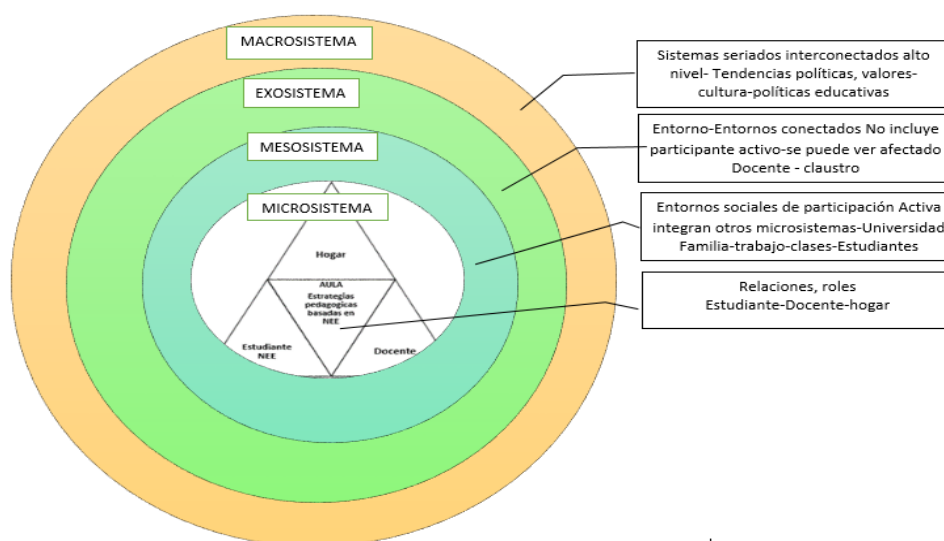 MACROSISTEMA
EXOSISTEMA
MESOSISTEMA
MICROSISTEMA
Hogar
AULA
Estrategias
pedagogicas
basadas en
NEE
Estudiante
NEE
Docente
Sistemas seriados interconectados alto
nivel- Tendencias políticas, valores-
cultura-políticas educativas
Entorno-Entornos conectados No incluye
participante activo-se puede ver afectado
Docente - claustro
Entornos sociales de participación Activa
integran otros microsistemas-Universidad
Familia-trabajo-clases-Estudiantes
Relaciones, roles
Estudiante-Docente-hogar